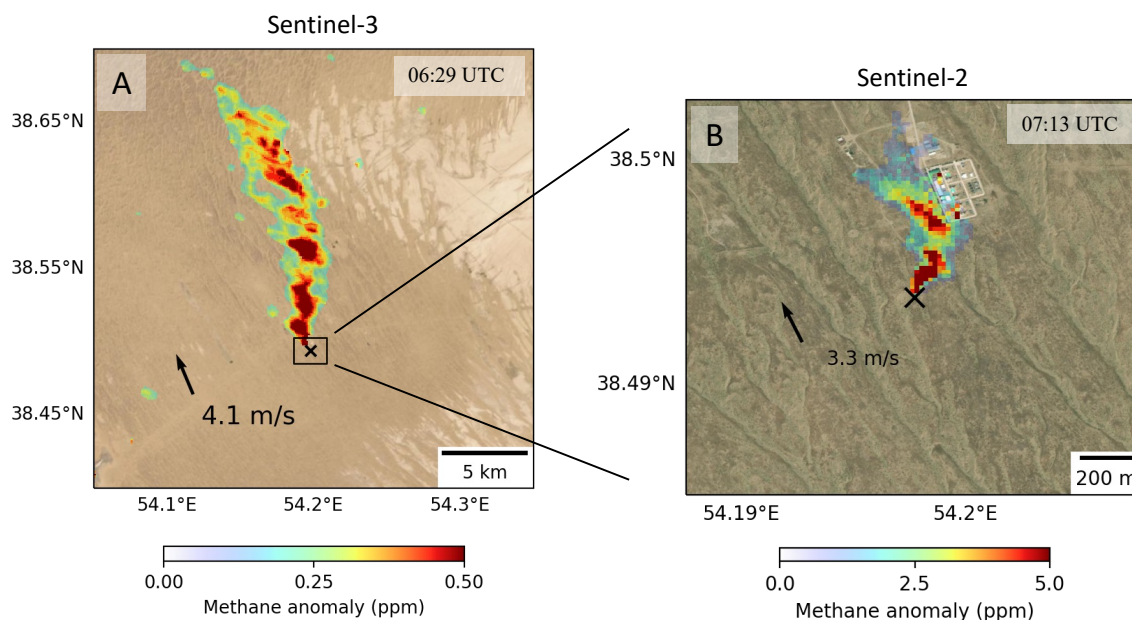 Sentinel-3
A
06:29 UTC
38.65°N
38.55°N
38.45°N
4.1 m/s
5 km
54.1°E
54.2°E
54.3°E
0.00
0.25
0.50
Methane anomaly (ppm)
Sentinel-2
B
07:13 UTC
38.5°N
38.49°N
3.3 m/s
200 m
54.19°E
54.2°E
0.0
2.5
5.0
Methane anomaly (ppm)